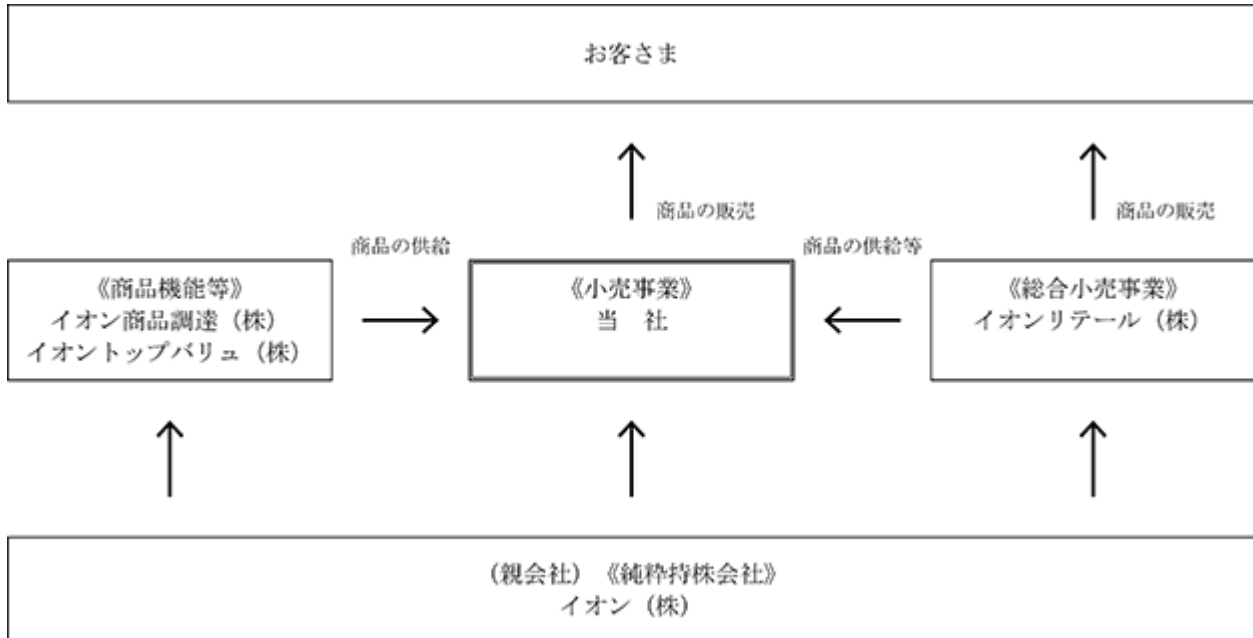 お客さま
商品の販売
商品の販売
商品の供給
商品の供給等
《商品機能等》
イオン商品調達(株)
イオントップバリュ(株)
《小売事業》
当　社
《総合小売事業》
イオンリテール(株)
(親会社)《純粋持株会社》
イオン(株)